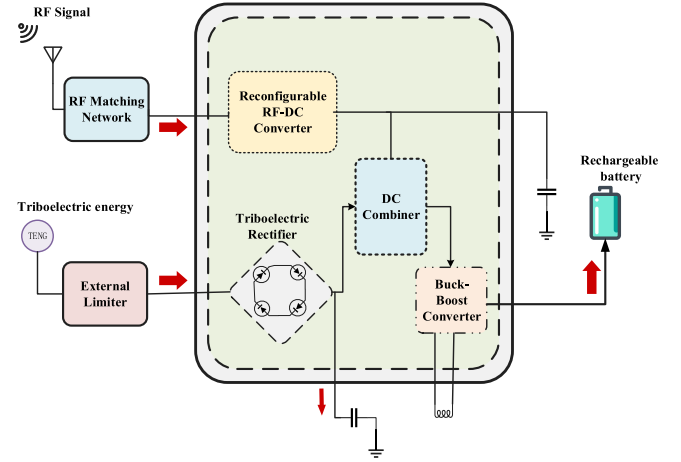 RF Signal
RF Matching
Network
Reconfigurable
RF-DC
Converter
Rechargeable
battery
Triboelectric energy
TENG
External
Limiter
Triboelectric
Rectifier
DC
Combiner
Buck-
Boost
Converter